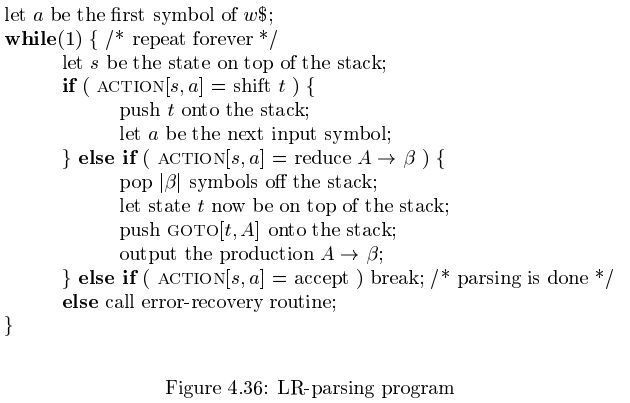 let a be the first symbol of w$;
while(1) { /* repeat forever */
let s be the state on top of the stack;
if ( ACTION[s, a] = shift t ) {
push t onto the stack;
let a be the next input symbol;
} else if ( ACTION[s, a] = reduce A → β ) {
pop |β| symbols off the stack;
let state t now be on top of the stack;
push GOTO[t, A] onto the stack;
output the production A → β;
} else if ( ACTION[s, a] = accept ) break; /* parsing is done */
else call error-recovery routine;
}
Figure 4.36: LR-parsing program